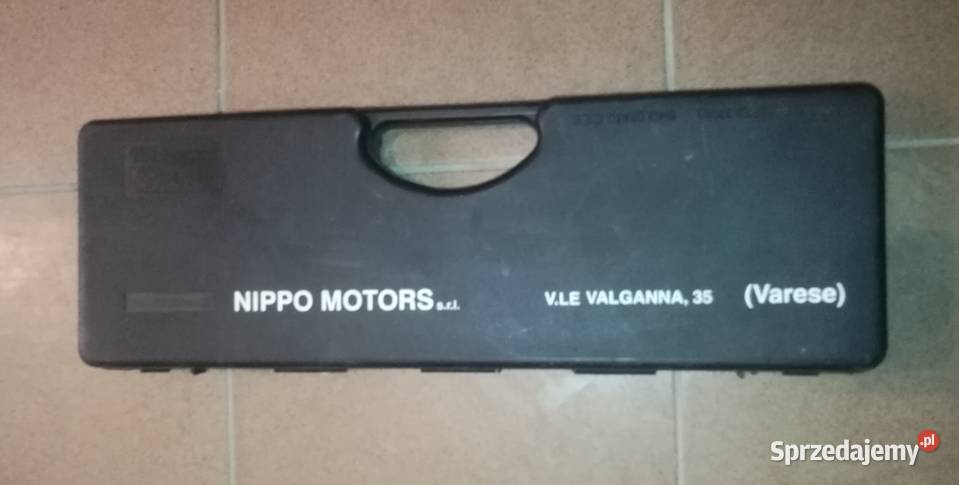 NIPPO MOTORS s.r.l. V.LE VALGANNA, 35 (Varese)
Sprzedajemy .pl